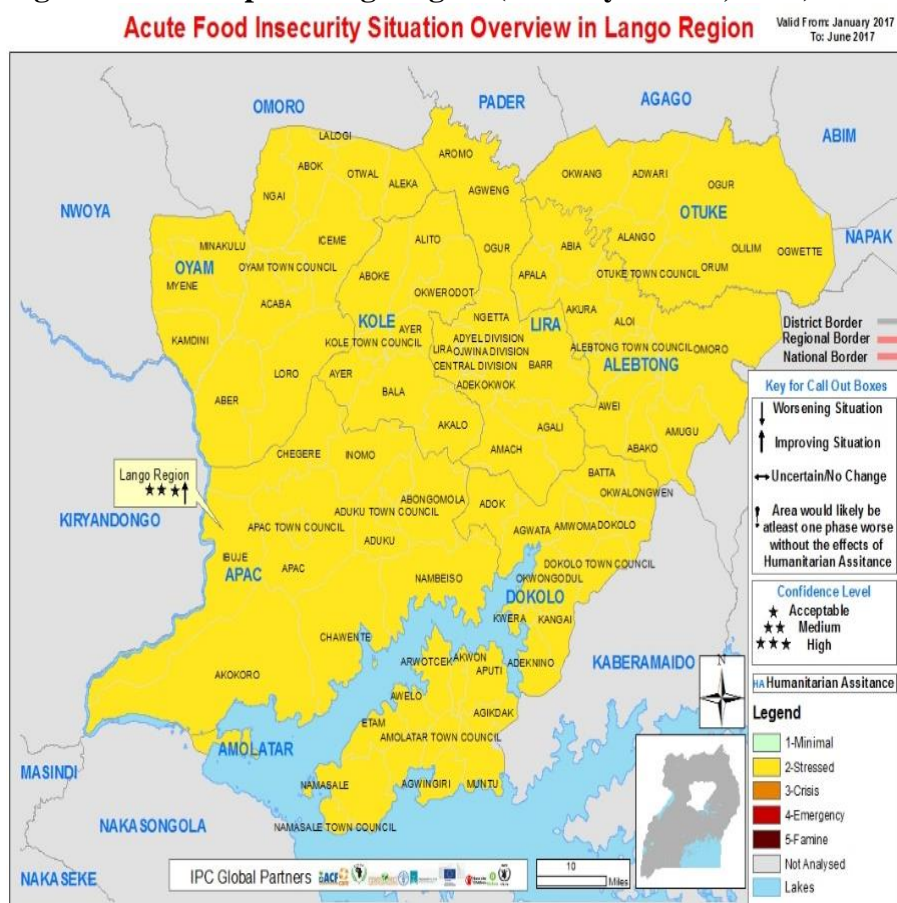 Acute Food Insecurity Situation Overview in Lango Region
Valid From: January 2017
To: June 2017
OMORO
PADER
AGAGO
ABIM
NWOYA
NAPAK
KIRYANDONGO
MASINDI
NAKASONGOLA
NAKASEKE
KABERAMAIDO
LALOGI
ABOK
OTWAL
NGAI
ALEKA
AROMO
AGWENG
OKWANG
ADWARI
OGUR
OTUKE
MINAKULU
ICEME
ALITO
OGUR
ABIA
ALANGO
OLILIM
OGWETTE
OYAM
OYAM TOWN COUNCIL
MYENE
ABOKE
APALA
OTUKE TOWN COUNCIL
ORUM
ACABA
OKWERODOT
KAMDINI
KOLE
AYER
NGETTA
LIRA
AKURA
ALOI
KOLE TOWN COUNCIL
ADYEL DIVISION
LIRA
OJWINA DIVISION
CENTRAL DIVISION
BARR
ALEBTONG TOWN COUNCIL
OMORO
ALEBTONG
LORO
AYER
ADEKOKWOK
ABER
BALA
AWEI
AKALO
AGALI
AMUGU
CHEGERE
INOMO
AMACH
ABAKO
BATTA
OKWALONGWEN
Lango Region
ABONGOMOLA
ADOK
APAC TOWN COUNCIL
ADUKU TOWN COUNCIL
AGWATA
AMWOMA
DOKOLO
ADUKU
IBUJE
APAC
APAC
NAMBEISO
DOKOLO TOWN COUNCIL
OKWONGODUL
DOKOLO
KWERA
KANGAI
CHAWENTE
ARWOTCEK
AKWON
APUTI
ADEKNINO
AKOKORO
AWELO
AGIKDAK
ETAM
AMOLATAR TOWN COUNCIL
AMOLATAR
NAMASALE
AGWINGIRI
MUNTU
NAMASALE TOWN COUNCIL
District Border
Regional Border
National Border
Key for Call Out Boxes
Worsening Situation
Improving Situation
Uncertain/No Change
Area would likely be
atleast one phase worse
without the effects of
Humanitarian Assitance
Confidence Level
Acceptable
Medium
High
N
HA Humanitarian Assitance
Legend
1-Minimal
2-Stressed
3-Crisis
4-Emergency
5-Famine
Not Analysed
Lakes
IPC Global Partners
ACF
10
Miles